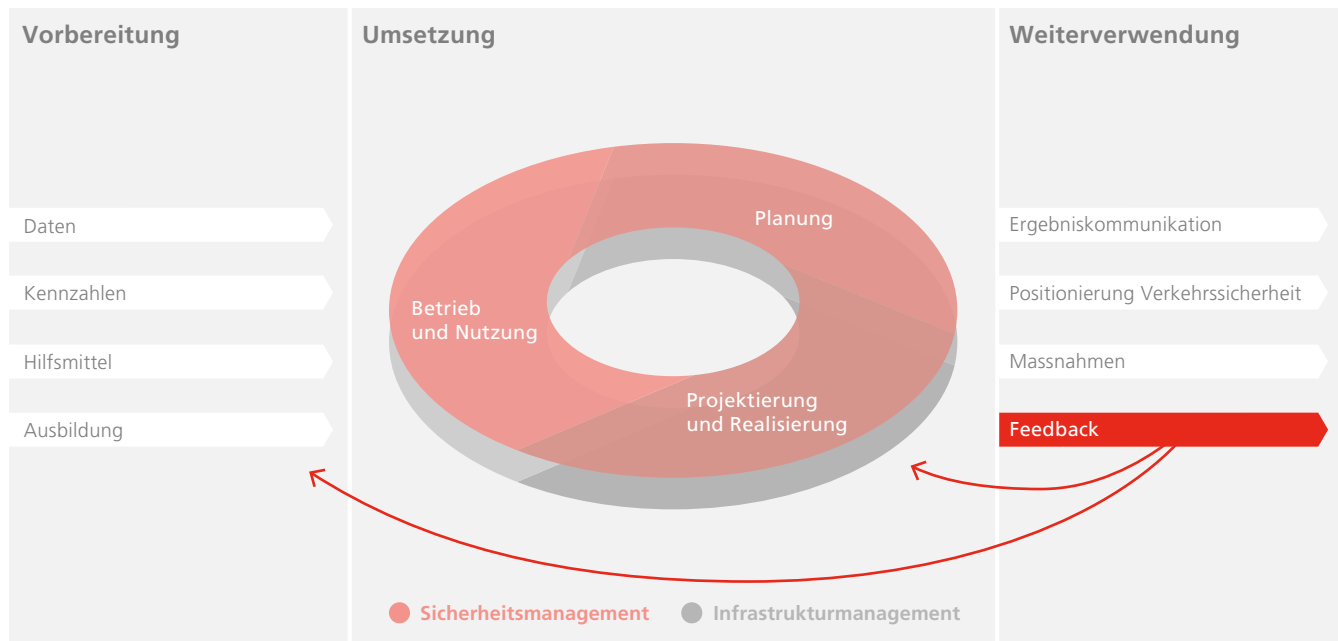 Vorbereitung
Daten
Kennzahlen
Hilfsmittel
Ausbildung
Umsetzung
Planung
Betrieb
und Nutzung
Projektierung
und Realisierung
Sicherheitsmanagement
Infrastrukturmanagement
Weiterverwendung
Ergebniskommunikation
Positionierung Verkehrssicherheit
Massnahmen
Feedback